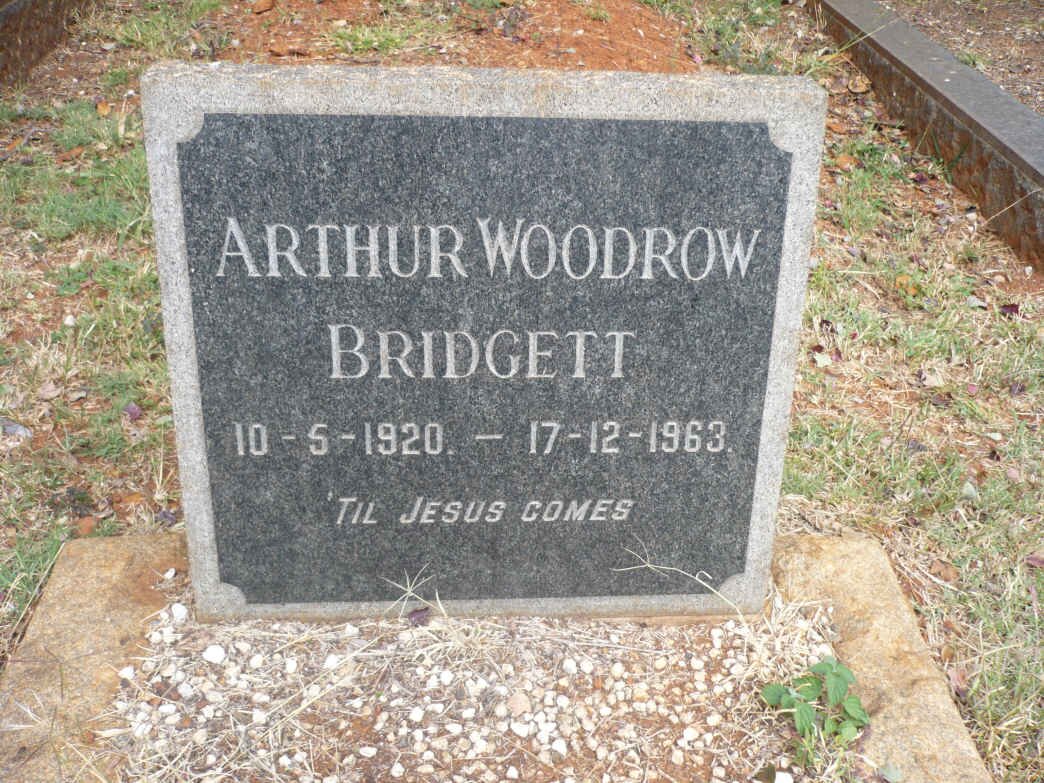 ARTHUR WOODROW
BRIDGETT
10-5-1920. — 17-12-1963.
'TIL JESUS COMES